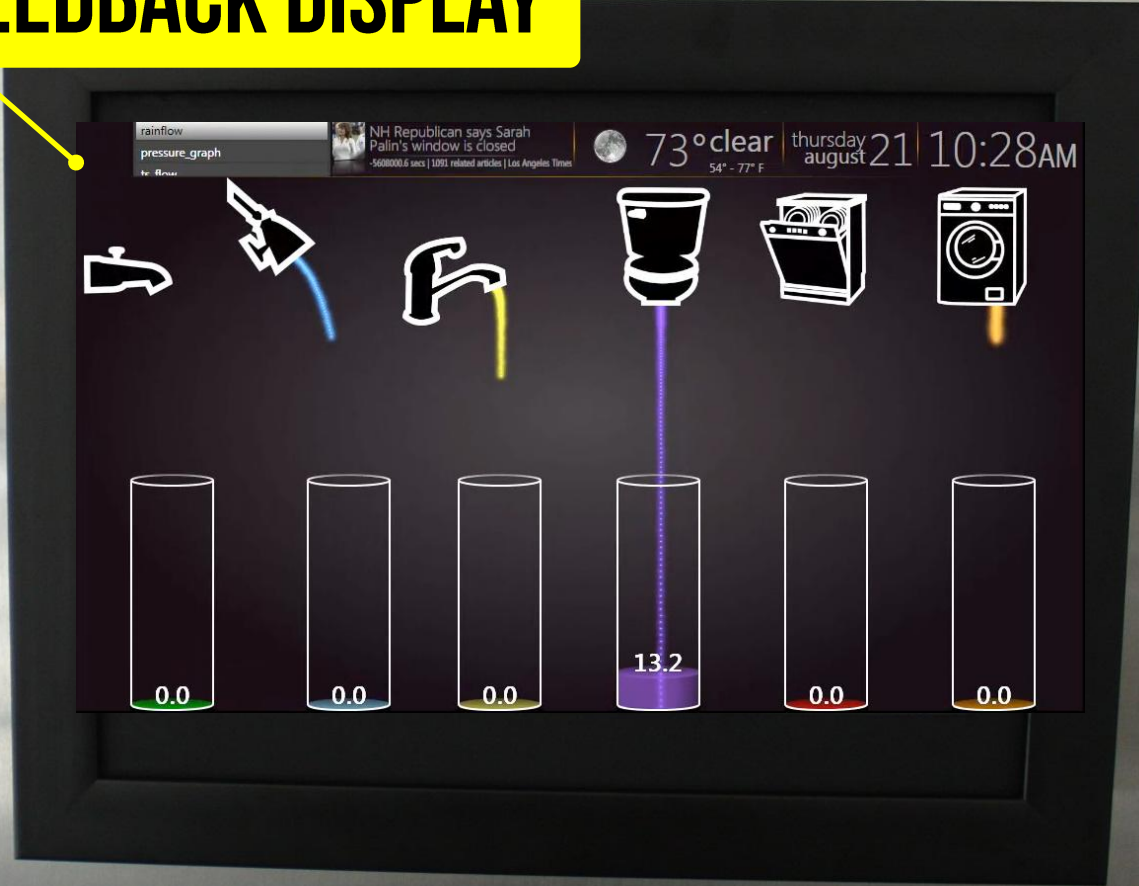 EEDBACK DISPLAY
rainflow
pressure_graph
tr_flow
NH Republican says Sarah
Palin's window is closed
-5608000.6 secs | 1091 related articles | Los Angeles Times
73° clear
54° - 77° F
thursday
august 21
10:28AM
13.2
0.0 0.0 0.0 0.0 0.0